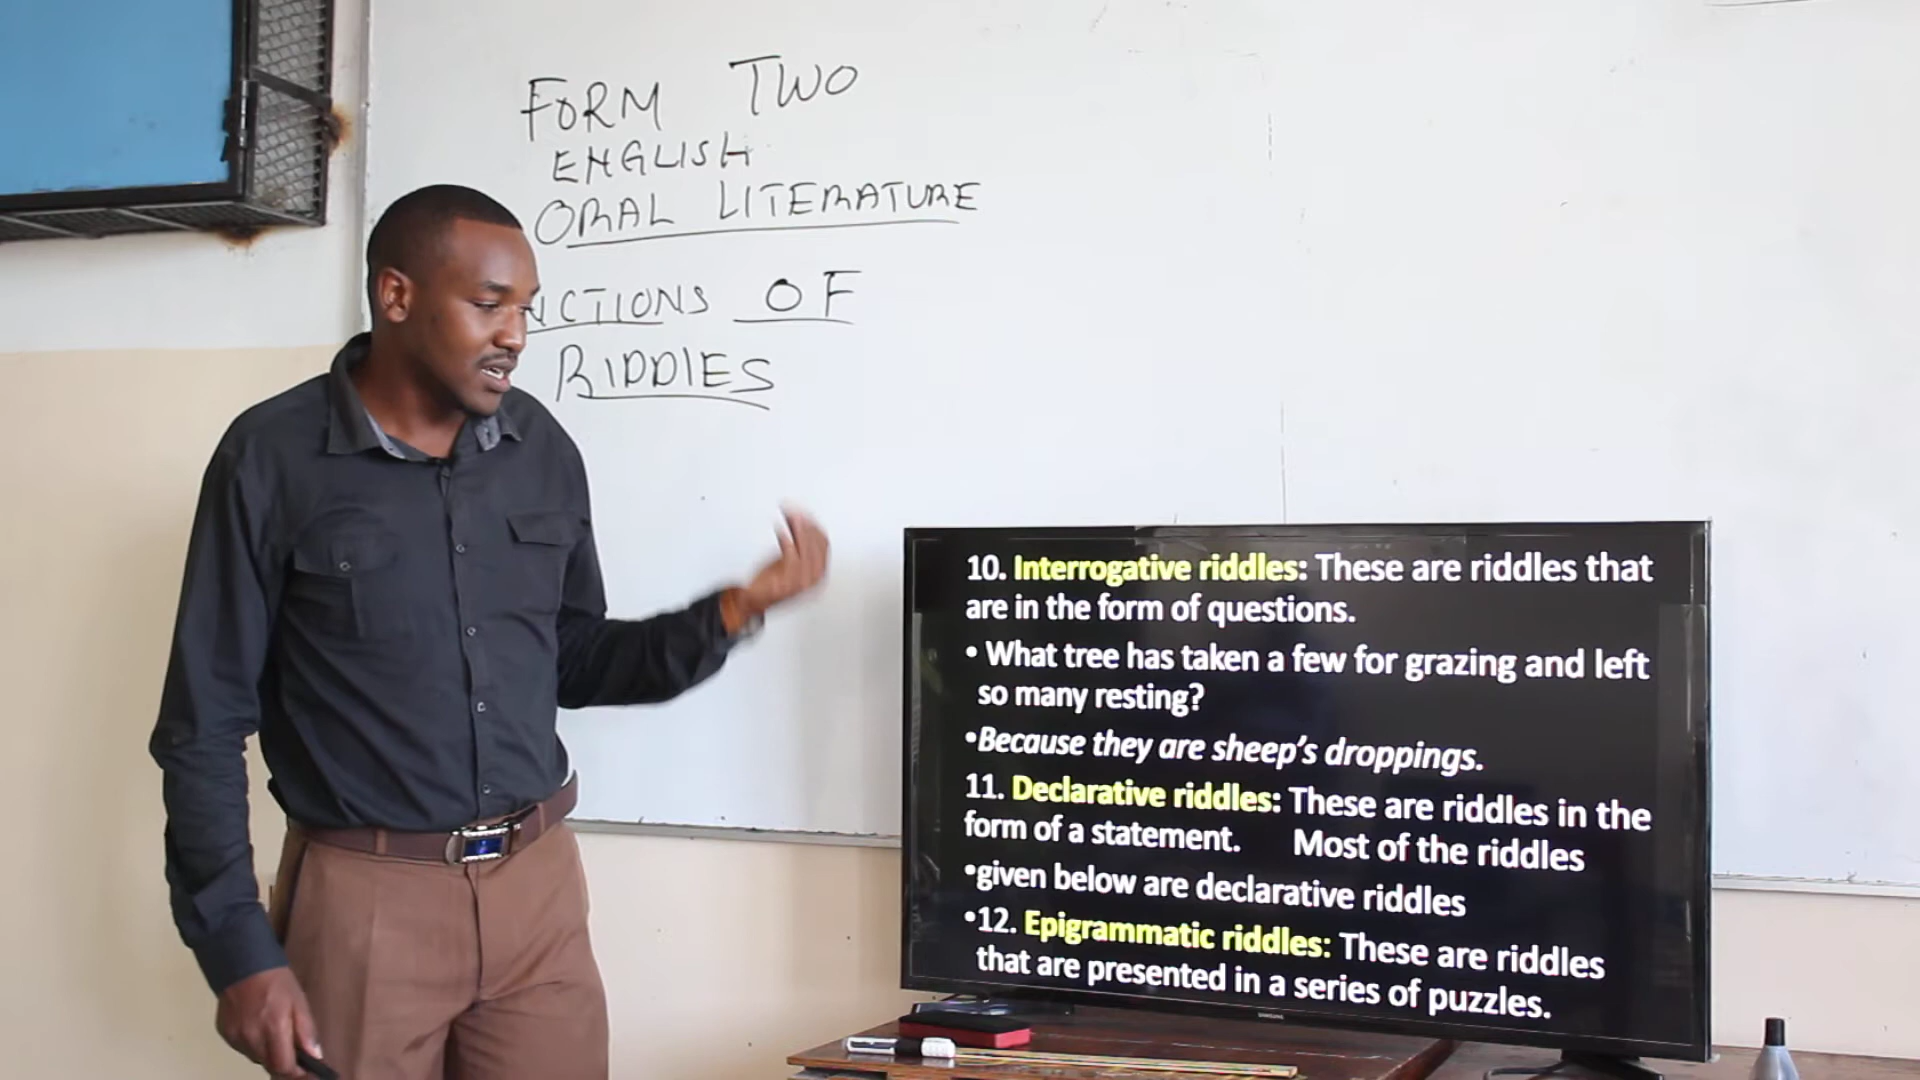 FORM TWO
ENGLISH
ORAL LITERATURE
NCTIONS OF
RIDDLES
10. Interrogative riddles: These are riddles that
are in the form of questions.
• What tree has taken a few for grazing and left
so many resting?
•Because they are sheep's droppings.
11. Declarative riddles: These are riddles in the
form of a statement. Most of the riddles
•given below are declarative riddles
•12. Epigrammatic riddles: These are riddles
that are presented in a series of puzzles.
SAMSUNG